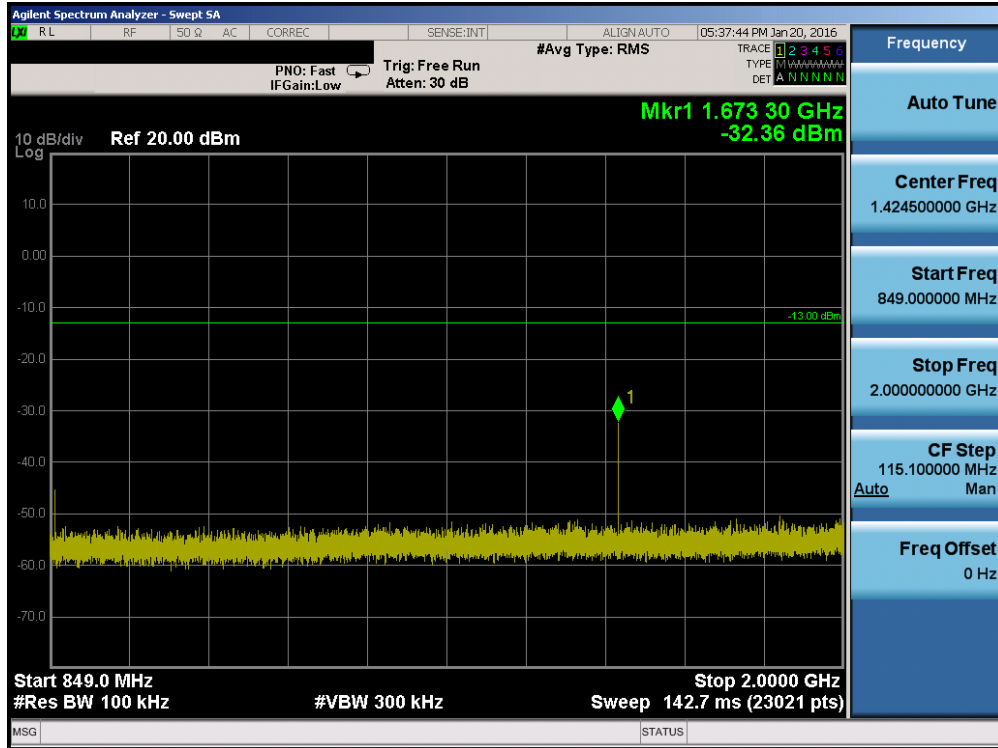 Agilent Spectrum Analyzer - Swept SA
LXI RL RF 50 Ω AC CORREC SENSE:INT ALIGN AUTO 05:37:44 PM Jan 20, 2016
#Avg Type: RMS TRACE 1 2 3 4 5 6
PNO: Fast Trig: Free Run TYPE M WWWWW
IFGain:Low Atten: 30 dB DET A N N N N N
Mkr1 1.673 30 GHz
10 dB/div Ref 20.00 dBm -32.36 dBm
Log
10.0
0.00
-10.0
-13.00 dBm
-20.0
1
-30.0
-40.0
-50.0
-60.0
-70.0
Start 849.0 MHz Stop 2.0000 GHz
#Res BW 100 kHz #VBW 300 kHz Sweep 142.7 ms (23021 pts)
MSG STATUS
Frequency
Auto Tune
Center Freq
1.424500000 GHz
Start Freq
849.000000 MHz
Stop Freq
2.000000000 GHz
CF Step
115.100000 MHz
Auto Man
Freq Offset
0 Hz